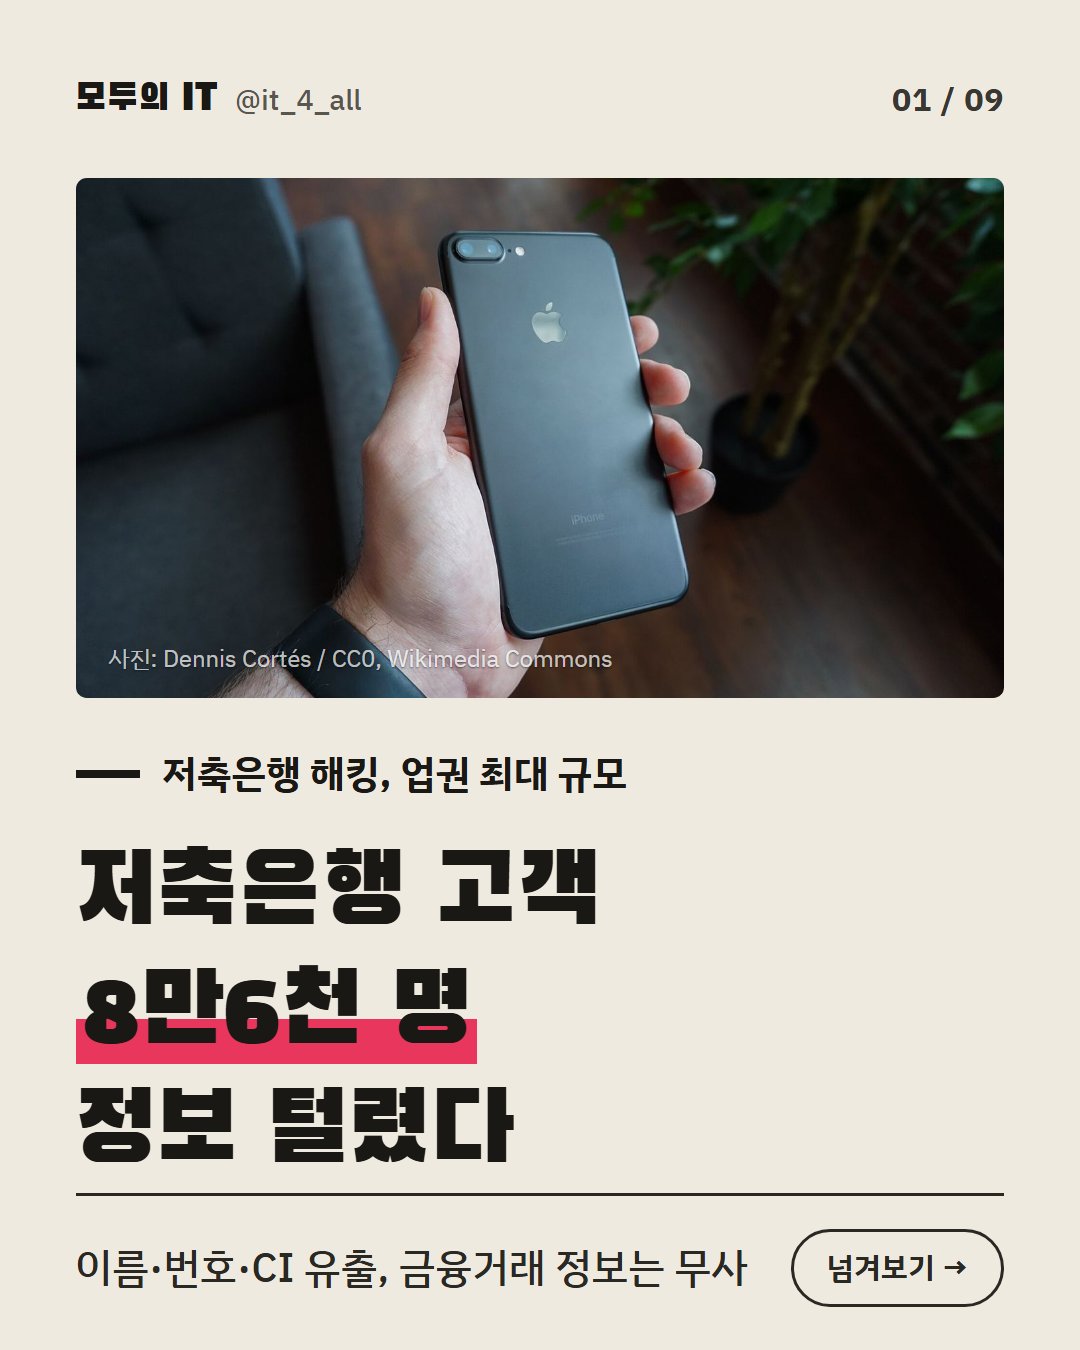 모두의 IT @it_4_all
01 / 09
iPhone
사진: Dennis Cortés / CC0, Wikimedia Commons
저축은행 해킹, 업권 최대 규모
저축은행 고객
8만6천 명
정보 털렸다
이름·번호·CI 유출, 금융거래 정보는 무사
넘겨보기 →